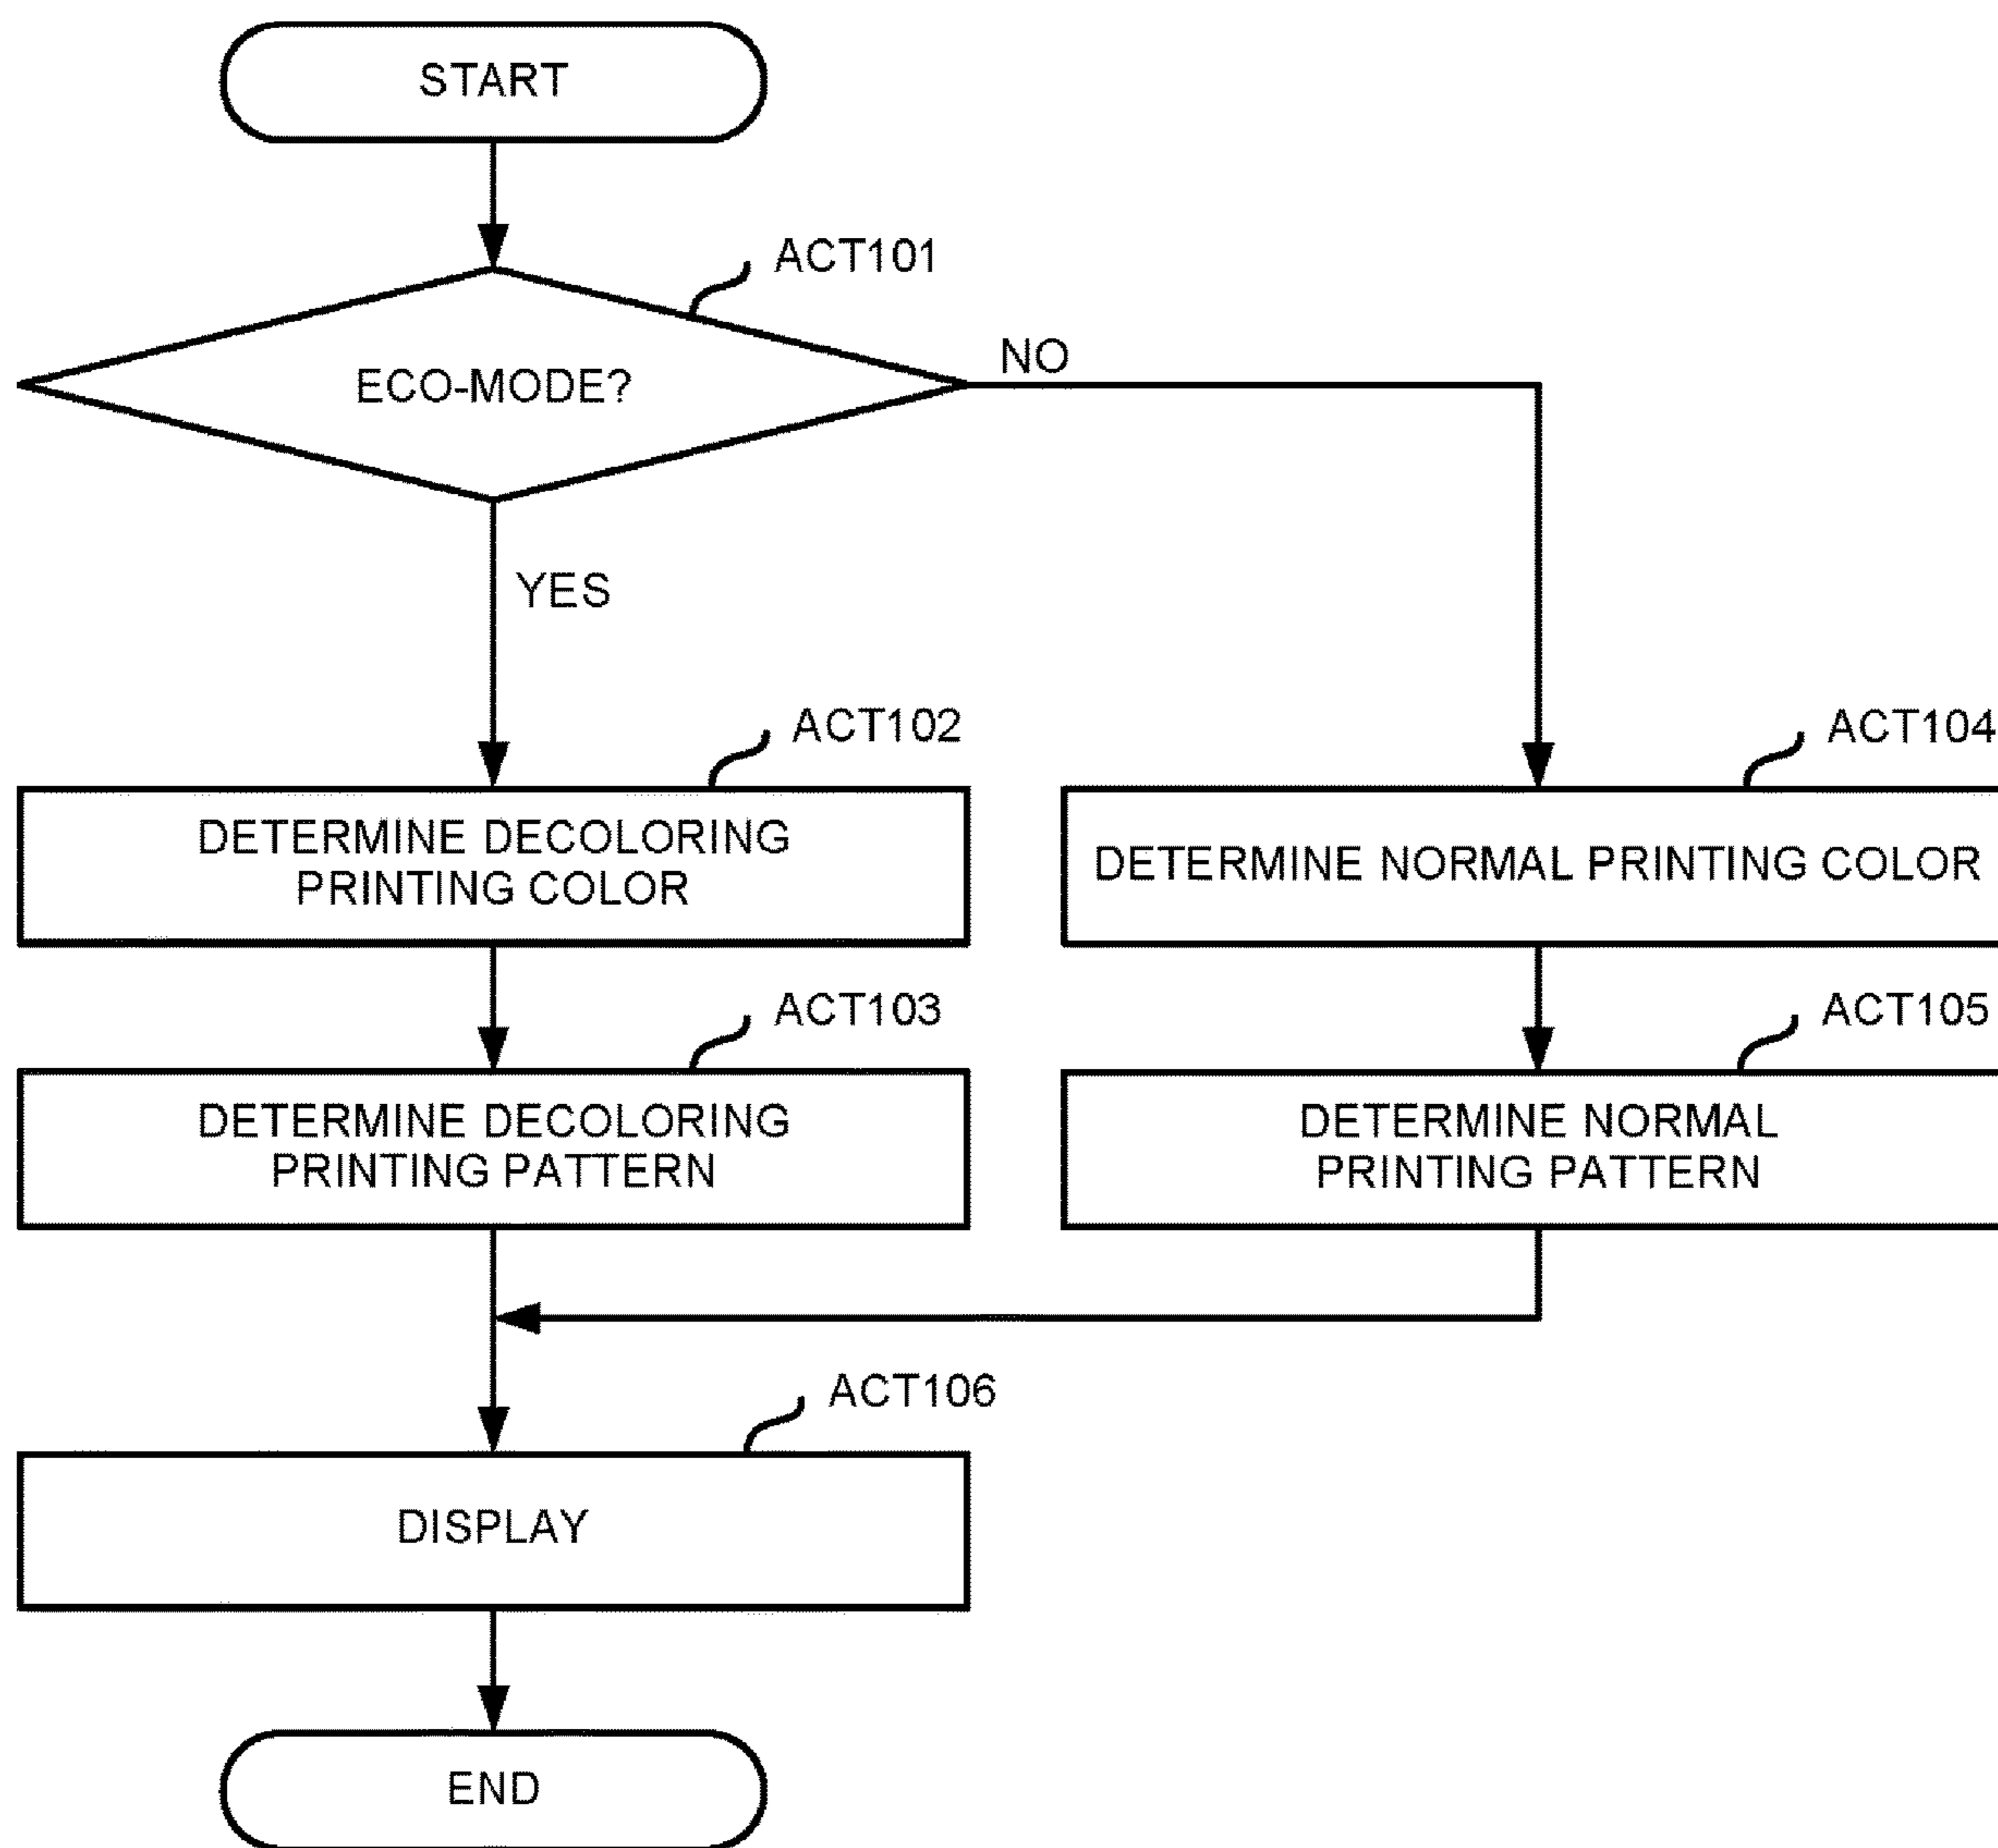 START
ACT101
ECO-MODE?
NO
YES
ACT102
ACT104
DETERMINE DECOLORING
PRINTING COLOR
DETERMINE NORMAL PRINTING COLOR
ACT103
ACT105
DETERMINE DECOLORING
PRINTING PATTERN
DETERMINE NORMAL
PRINTING PATTERN
ACT106
DISPLAY
END